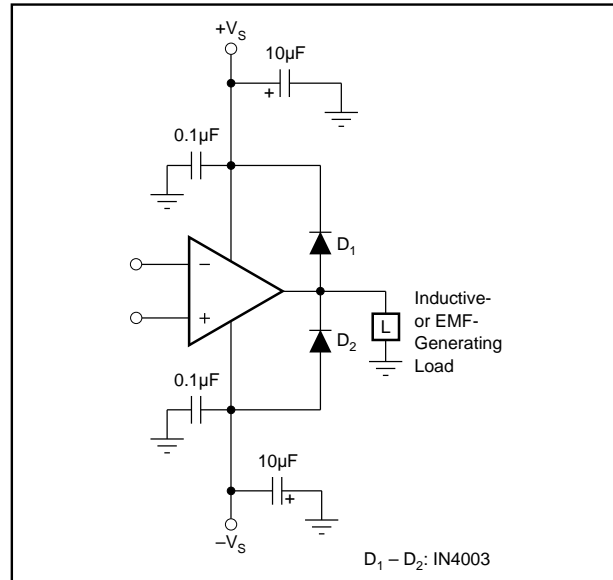 +VS
10µF
+
0.1µF
D1
−
+
Inductive-
or EMF-
Generating
Load
L
D2
0.1µF
10µF
+
–VS
D1 – D2: IN4003